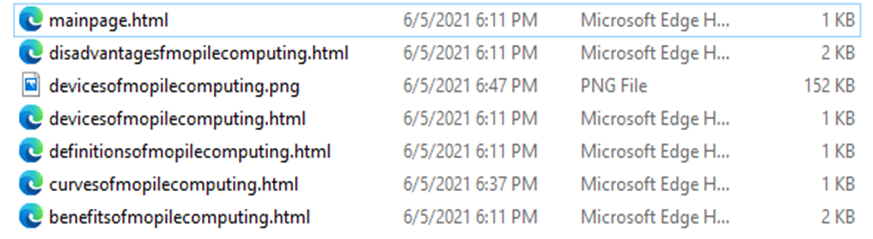 mainpage.html 6/5/2021 6:11 PM Microsoft Edge H... 1 KB
disadvantagesfmopilecomputing.html 6/5/2021 6:11 PM Microsoft Edge H... 2 KB
devicesofmopilecomputing.png 6/5/2021 6:47 PM PNG File 152 KB
devicesofmopilecomputing.html 6/5/2021 6:11 PM Microsoft Edge H... 1 KB
definitionsofmopilecomputing.html 6/5/2021 6:11 PM Microsoft Edge H... 1 KB
curvesofmopilecomputing.html 6/5/2021 6:37 PM Microsoft Edge H... 1 KB
benefitsofmopilecomputing.html 6/5/2021 6:11 PM Microsoft Edge H... 2 KB